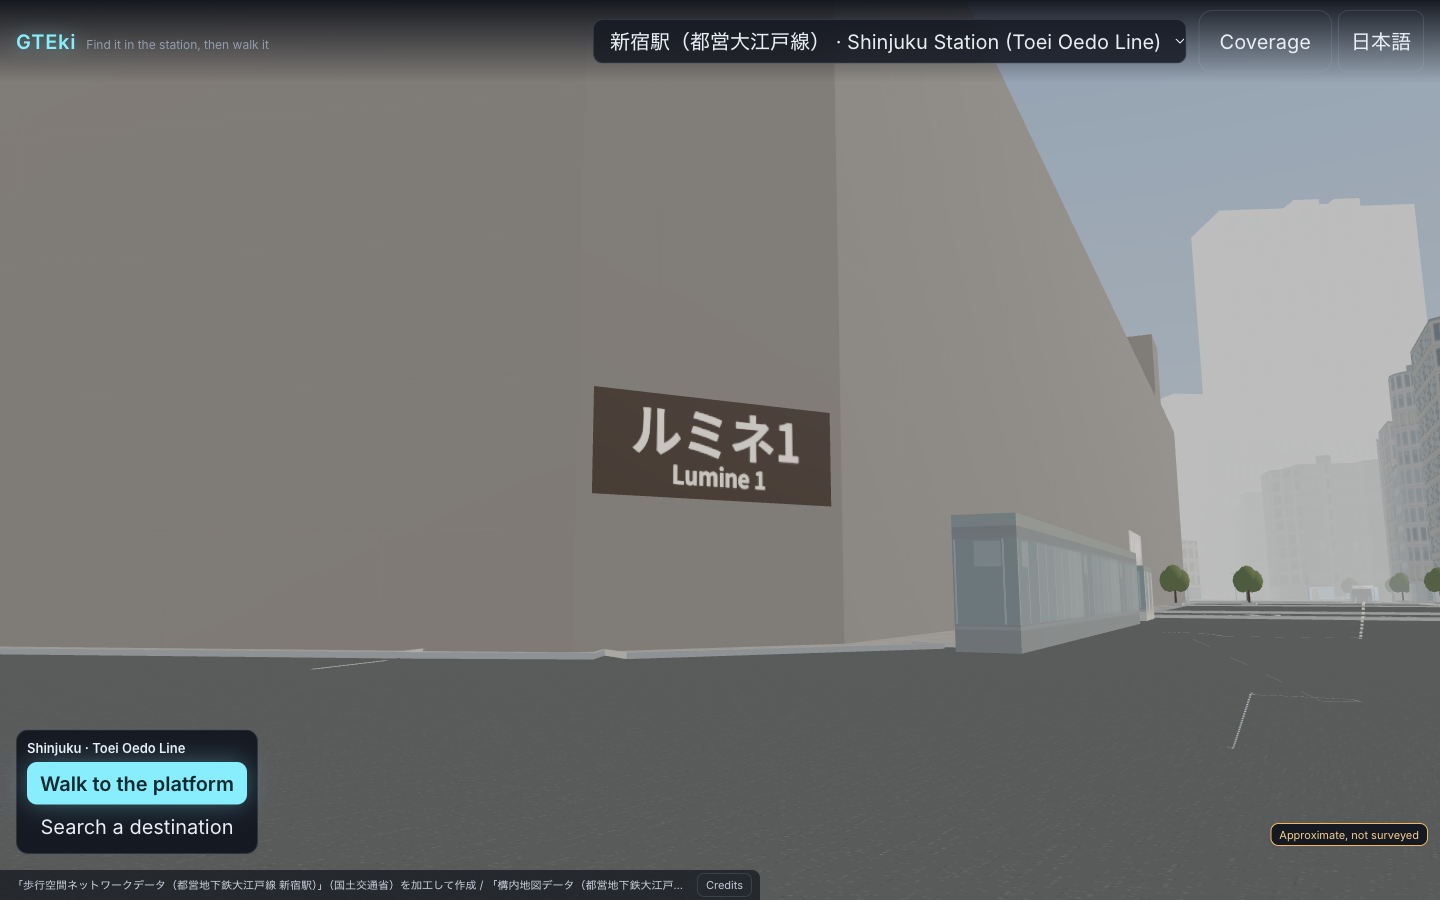 GTEki Find it in the station, then walk it
新宿駅（都営大江戸線） · Shinjuku Station (Toei Oedo Line)
Coverage
日本語
ルミネ1
Lumine 1
Shinjuku · Toei Oedo Line
Walk to the platform
Search a destination
Approximate, not surveyed
「歩行空間ネットワークデータ（都営地下鉄大江戸線 新宿駅）」（国土交通省）を加工して作成 / 「構内地図データ（都営地下鉄大江戸…
Credits